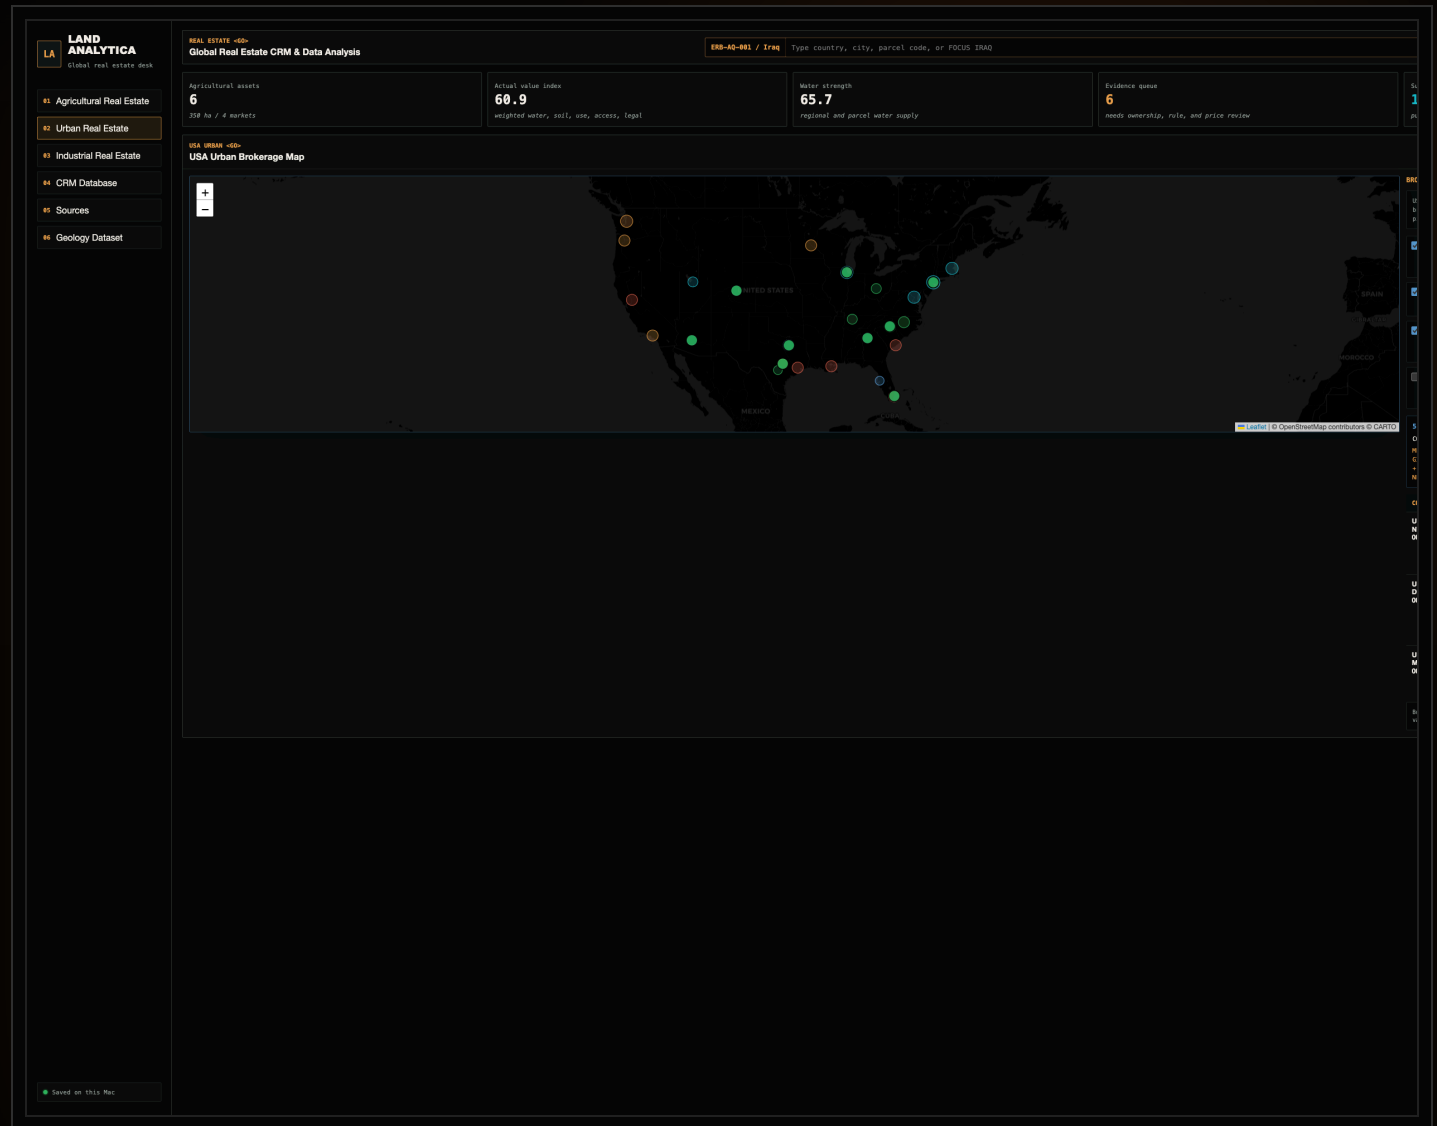 LA
LAND
ANALYTICA
Global real estate desk
01 Agricultural Real Estate
02 Urban Real Estate
03 Industrial Real Estate
04 CRM Database
05 Sources
06 Geology Dataset
Saved on this Mac
REAL ESTATE <GO>
Global Real Estate CRM & Data Analysis
ERB-AQ-001 / Iraq
Type country, city, parcel code, or FOCUS IRAQ
Agricultural assets
6
350 ha / 4 markets
Actual value index
60.9
weighted water, soil, use, access, legal
Water strength
65.7
regional and parcel water supply
Evidence queue
6
needs ownership, rule, and price review
USA URBAN <GO>
USA Urban Brokerage Map
+
−
UNITED STATES
MEXICO
SPAIN
MOROCCO
Leaflet | © OpenStreetMap contributors © CARTO